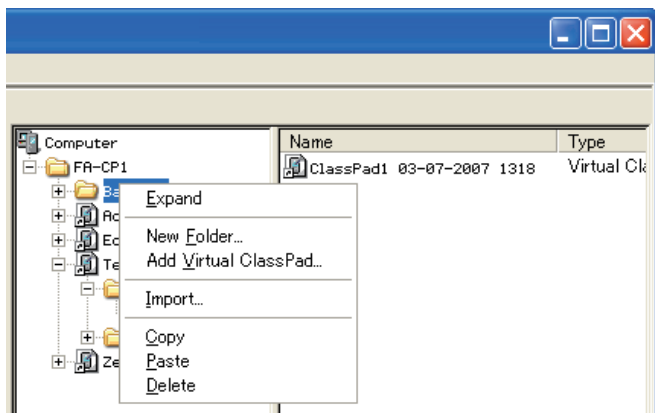 Computer
Name
Type
FA-CP1
ClassPad1 03-07-2007 1318
Virtual
Expand
New Folder...
Add Virtual ClassPad...
Import...
Copy
Paste
Delete